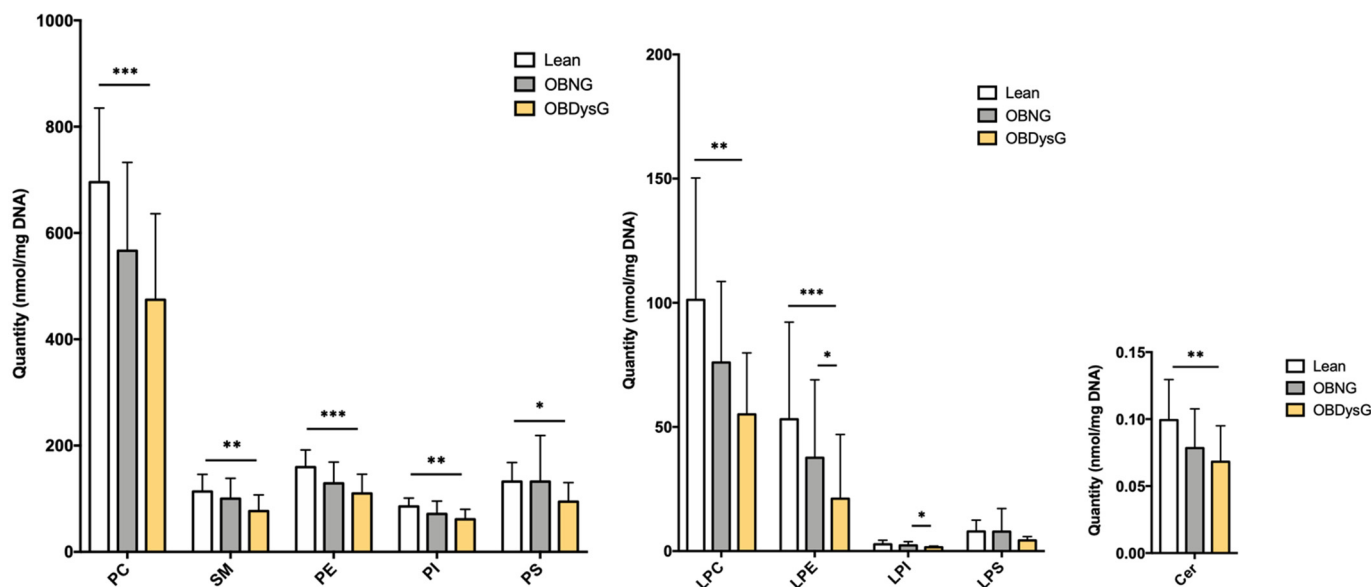 Quantity (nmol/mg DNA)
1000
800
600
400
200
0
***
**
***
**
*
Lean
OBNG
OBDysG
PC
SM
PE
PI
PS
Quantity (nmol/mg DNA)
200
150
100
50
0
**
***
*
*
Lean
OBNG
OBDysG
LPC
LPE
LPI
LPS
Quantity (nmol/mg DNA)
0.15
0.10
0.05
0.00
**
Lean
OBNG
OBDysG
Cer